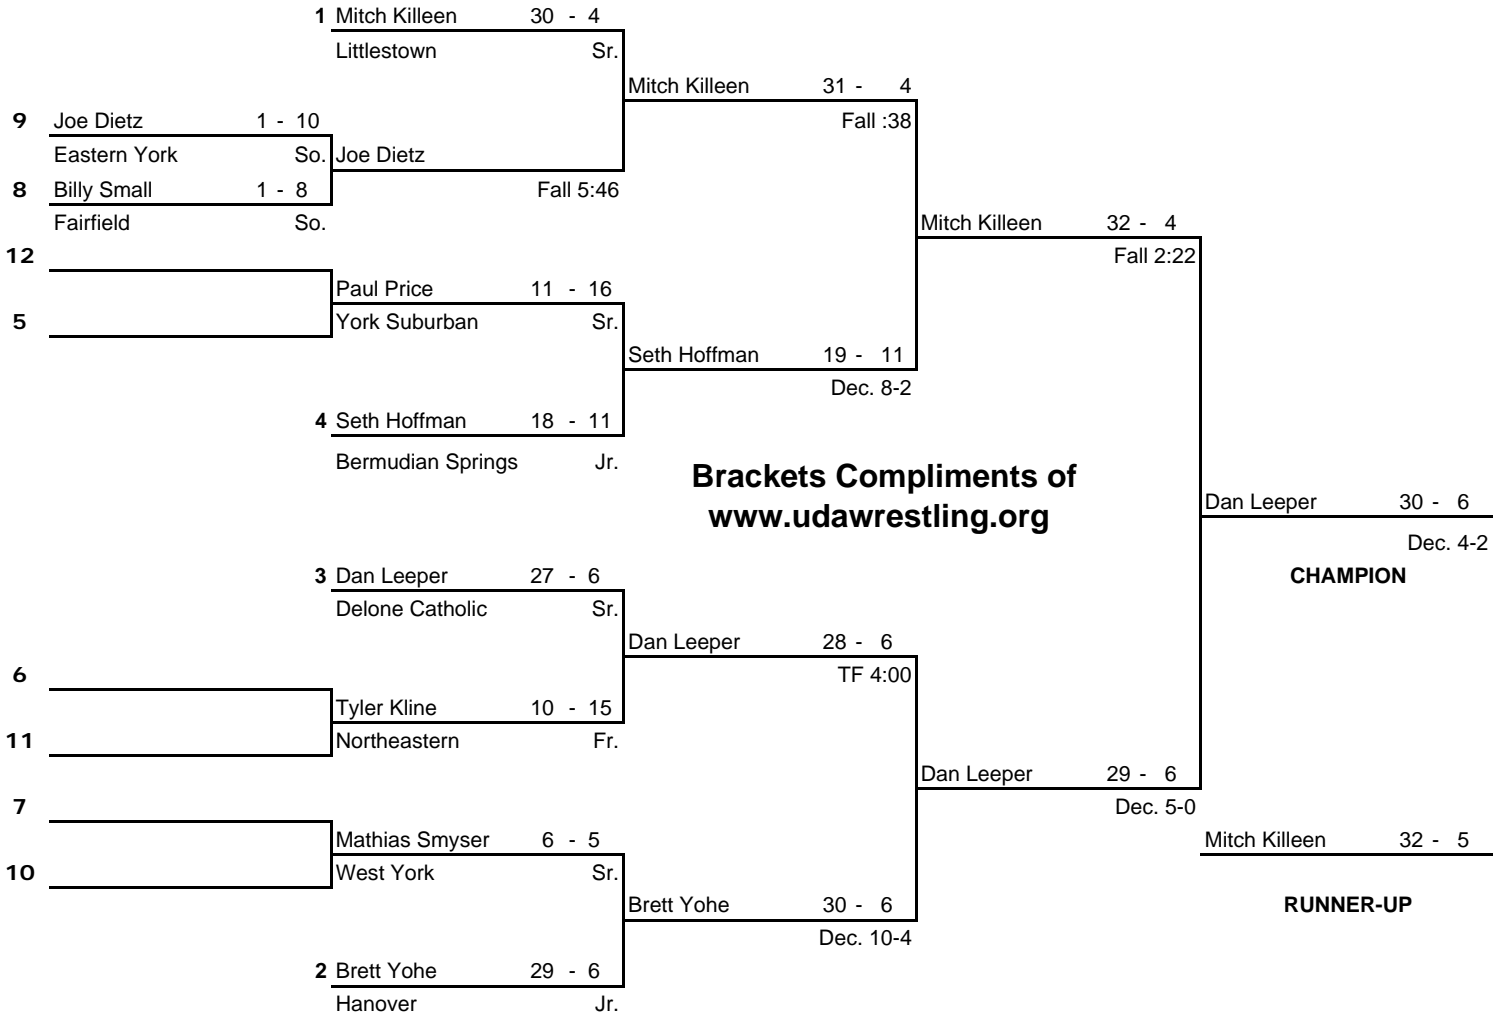 1 Mitch Killeen 30 - 4
Littlestown Sr.
Mitch Killeen 31 - 4
9 Joe Dietz 1 - 10
Fall :38
Eastern York So.
Joe Dietz
8 Billy Small 1 - 8
Fall 5:46
Fairfield So.
Mitch Killeen 32 - 4
12
Fall 2:22
Paul Price 11 - 16
5
York Suburban Sr.
Seth Hoffman 19 - 11
Dec. 8-2
4 Seth Hoffman 18 - 11
Bermudian Springs Jr.
Brackets Compliments of
www.udawrestling.org
Dan Leeper 30 - 6
Dec. 4-2
CHAMPION
3 Dan Leeper 27 - 6
Delone Catholic Sr.
Dan Leeper 28 - 6
6
TF 4:00
Tyler Kline 10 - 15
11
Northeastern Fr.
Dan Leeper 29 - 6
7
Dec. 5-0
Mathias Smyser 6 - 5
Mitch Killeen 32 - 5
10
West York Sr.
Brett Yohe 30 - 6
RUNNER-UP
Dec. 10-4
2 Brett Yohe 29 - 6
Hanover Jr.